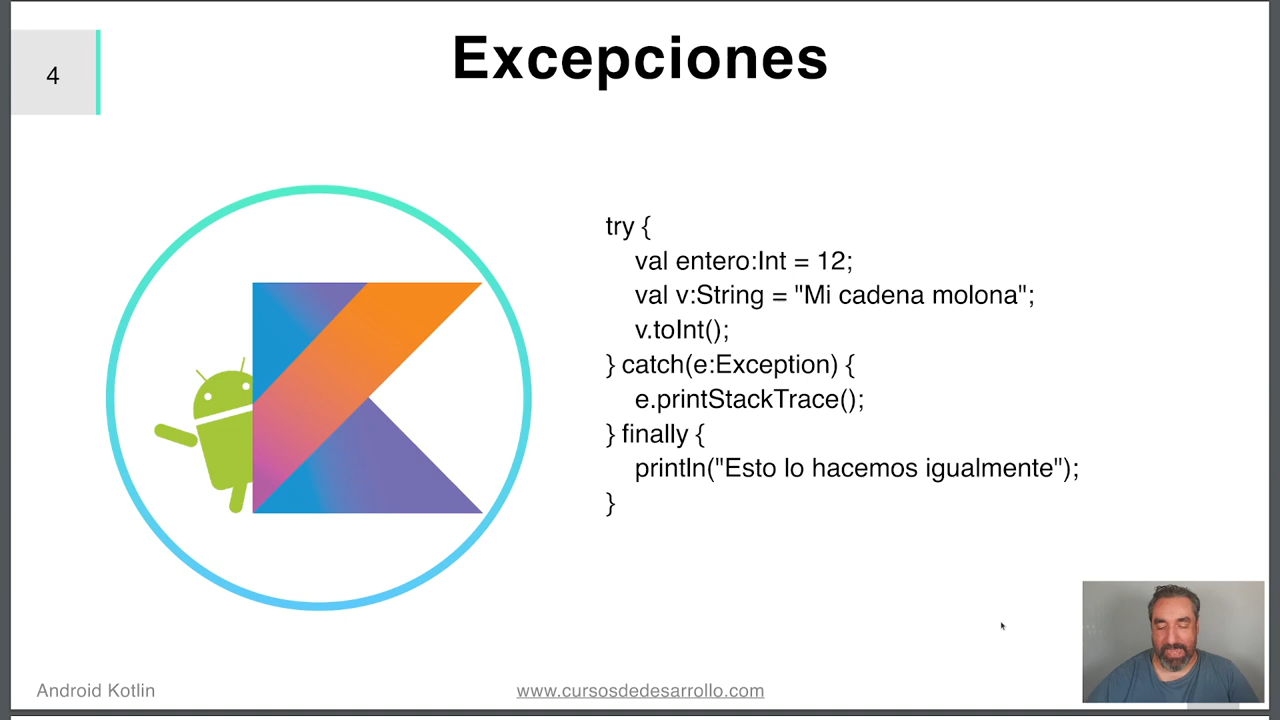 4
Excepciones
try {
val entero:Int = 12;
val v:String = "Mi cadena molona";
v.toInt();
} catch(e:Exception) {
e.printStackTrace();
} finally {
println("Esto lo hacemos igualmente");
}
Android Kotlin
www.cursosdedesarrollo.com